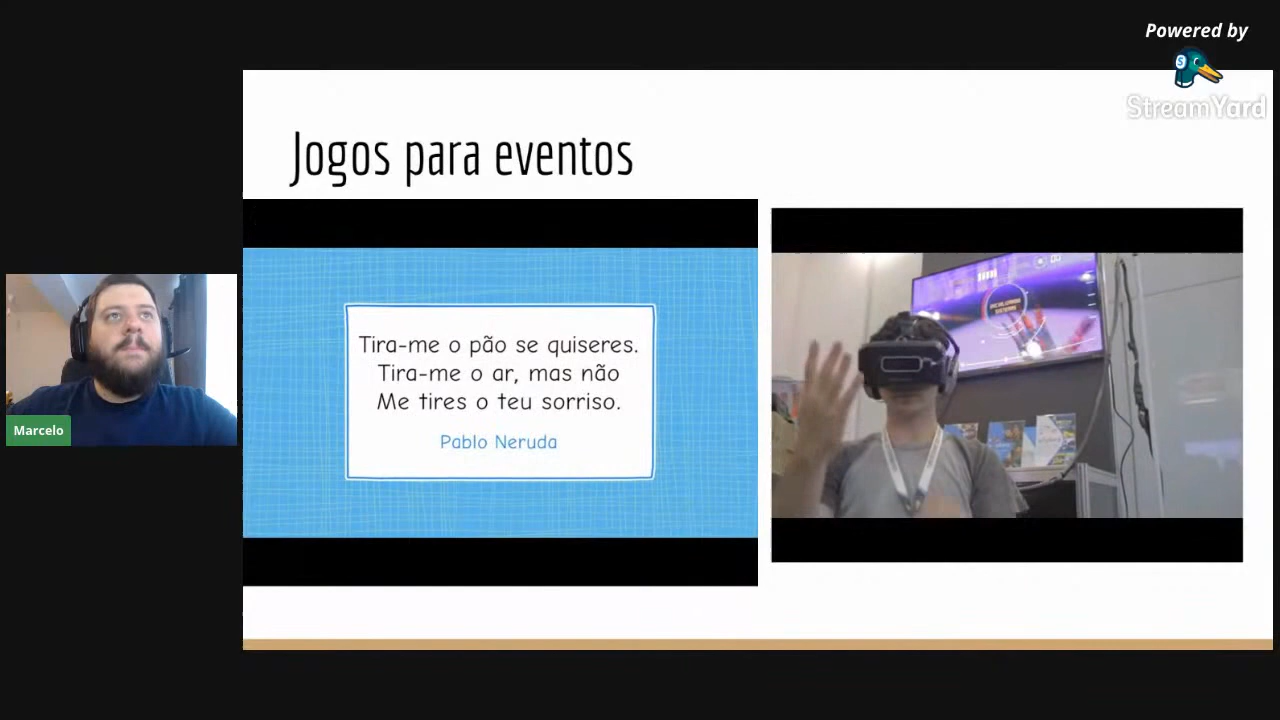 Powered by
StreamYard
Jogos para eventos
Tira-me o pão se quiseres.
Tira-me o ar, mas não
Me tires o teu sorriso.
Pablo Neruda
Marcelo